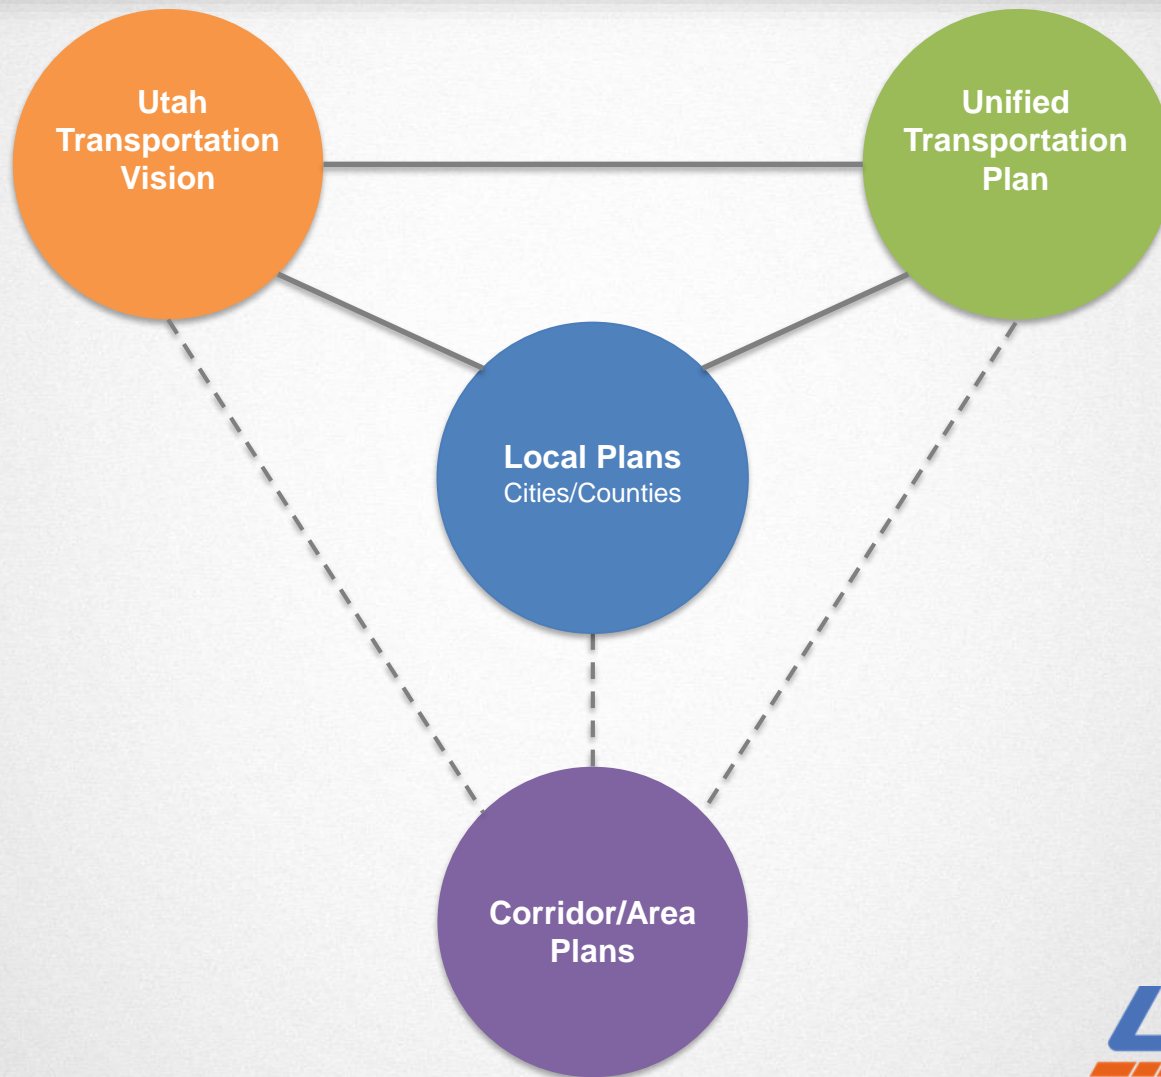 Utah
Transportation
Vision
Unified
Transportation
Plan
Local Plans
Cities/Counties
Corridor/Area
Plans